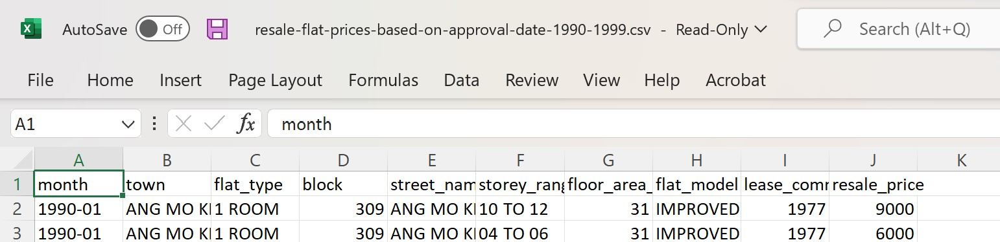 AutoSave Off resale-flat-prices-based-on-approval-date-1990-1999.csv - Read-Only Search (Alt+Q)
File Home Insert Page Layout Formulas Data Review View Help Acrobat
A1 fx month
A B C D E F G H I J K
1 month town flat_type block street_nam storey_rang floor_area_ flat_model lease_comm resale_price
2 1990-01 ANG MO KI 1 ROOM 309 ANG MO KI 10 TO 12 31 IMPROVED 1977 9000
3 1990-01 ANG MO KI 1 ROOM 309 ANG MO KI 04 TO 06 31 IMPROVED 1977 6000